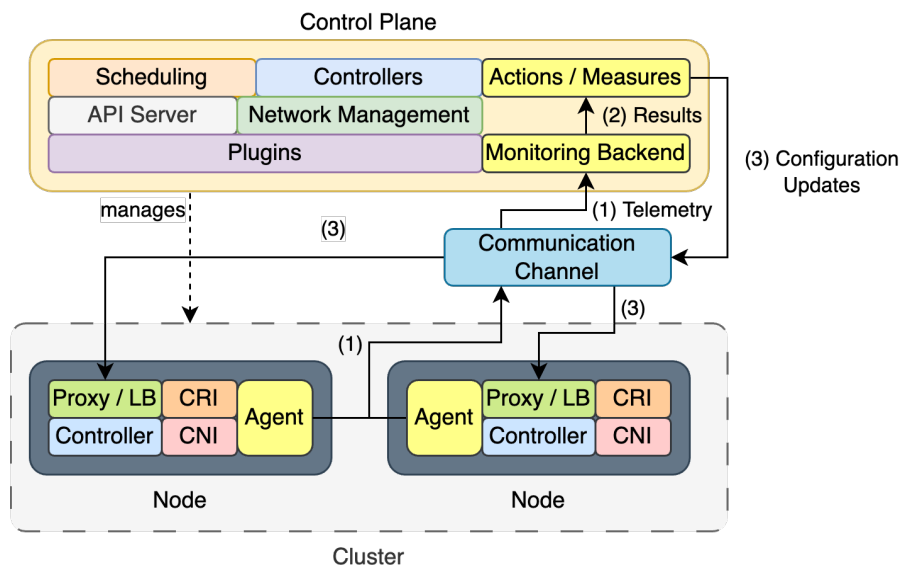 Control Plane
Scheduling
Controllers
Actions / Measures
API Server
Network Management
(2) Results
Plugins
Monitoring Backend
(3) Configuration
Updates
manages
(1) Telemetry
(3)
Communication
Channel
(3)
(1)
Proxy / LB
CRI
Agent
Controller
CNI
Agent
Proxy / LB
CRI
Controller
CNI
Node
Node
Cluster